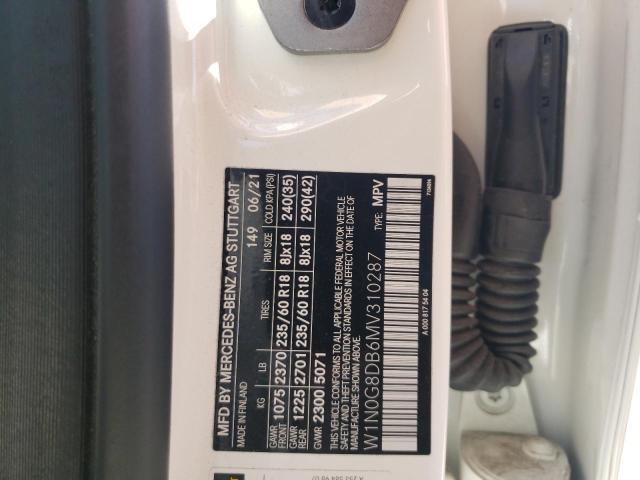 MFD BY MERCEDES-BENZ AG STUTTGART
MADE IN FINLAND 149 06/21
KG LB TIRES RIM SIZE COLD KPA(PSI)
GAWR FRONT 1075 2370 235/60 R18 8Jx18 240(35)
GAWR REAR 1225 2701 235/60 R18 8Jx18 290(42)
GVWR 2300 5071
THIS VEHICLE CONFORMS TO ALL APPLICABLE FEDERAL MOTOR VEHICLE
SAFETY AND THEFT PREVENTION STANDARDS IN EFFECT ON THE DATE OF
MANUFACTURE SHOWN ABOVE.
W1N0G8DB6MV310287 TYPE: MPV
A 000 817 54 04